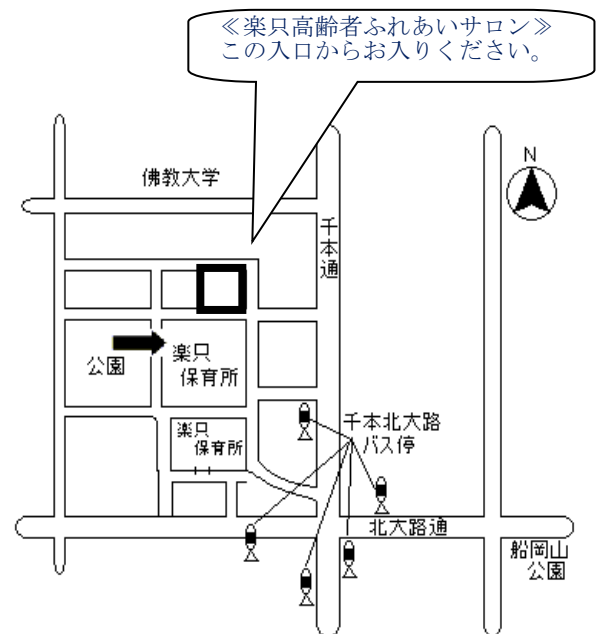 ≪楽只高齢者ふれあいサロン≫
この入口からお入りください。
佛教大学
N
千本通
公園
楽只
保育所
楽只
保育所
千本北大路
バス停
北大路通
船岡山
公園